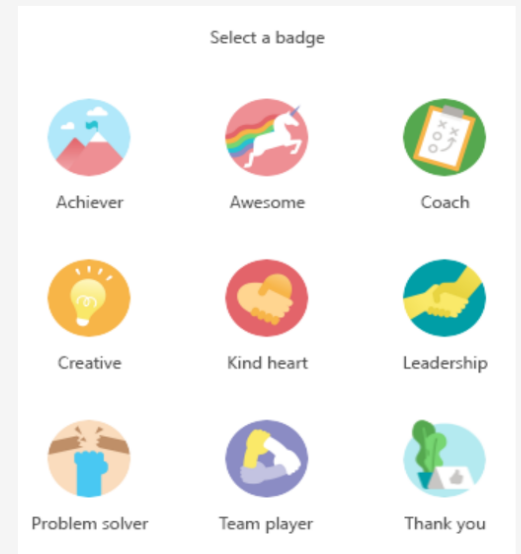 Select a badge
Achiever
Awesome
Coach
Creative
Kind heart
Leadership
Problem solver
Team player
Thank you